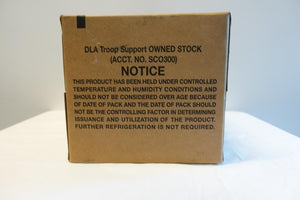 DLA Troop Support OWNED STOCK
(ACCT. NO. SCO300)
NOTICE
THIS PRODUCT HAS BEEN HELD UNDER CONTROLLED
TEMPERATURE AND HUMIDITY CONDITIONS AND
SHOULD NOT BE CONSIDERED OVER AGE BECAUSE
OF DATE OF PACK AND THE DATE OF PACK SHOULD
NOT BE THE CONTROLLING FACTOR IN DETERMINING
ISSUANCE AND UTILIZATION OF THE PRODUCT.
FURTHER REFRIGERATION IS NOT REQUIRED.